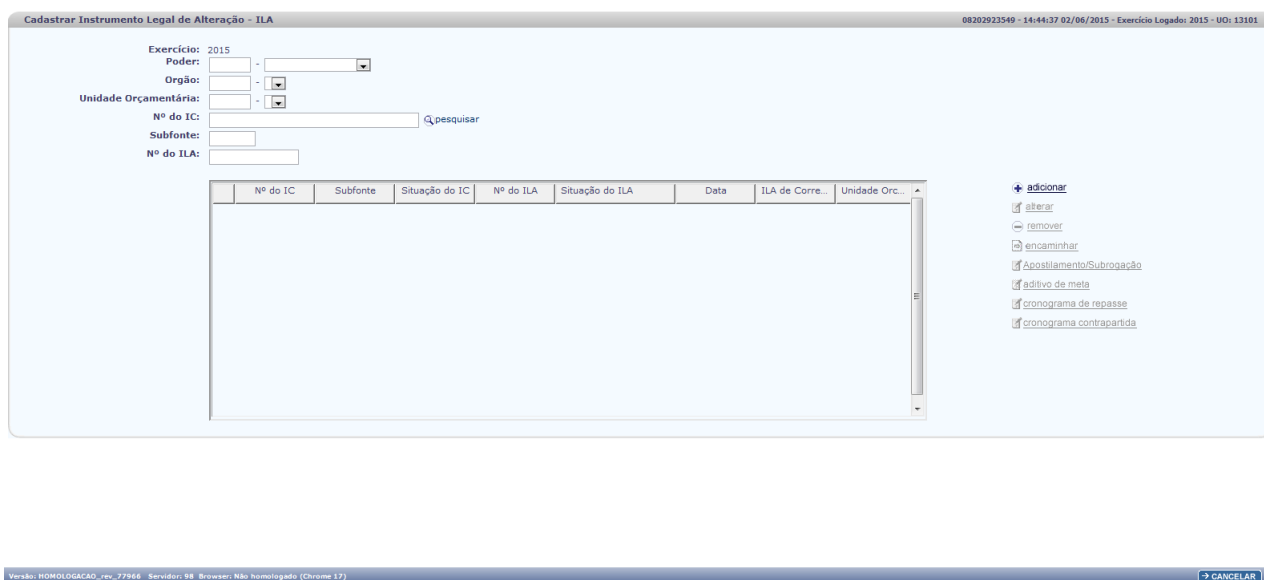 Cadastrar Instrumento Legal de Alteração - ILA
08202923549 - 14:44:37 02/06/2015 - Exercício Logado: 2015 - UO: 13101
Exercício: 2015
Poder: -
Orgão: -
Unidade Orçamentária: -
Nº do IC: pesquisar
Subfonte:
Nº do ILA:
Nº do IC Subfonte Situação do IC Nº do ILA Situação do ILA Data ILA de Corre... Unidade Orc...
adicionar
alterar
remover
encaminhar
Apostilamento/Subrogação
aditivo de meta
cronograma de repasse
cronograma contrapartida
Versão: HOMOLOGACAO_rev_77966 Servidor: 98 Browser: Não homologado (Chrome 17)
CANCELAR